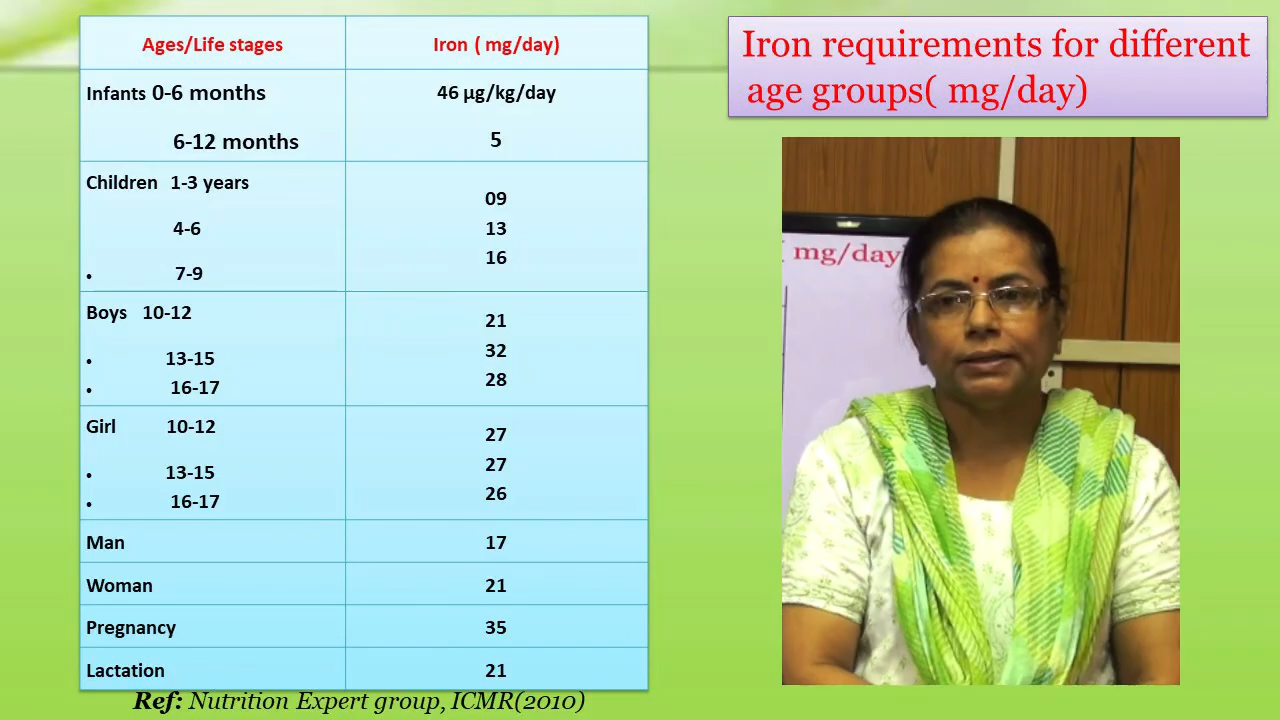 Ages/Life stages Iron ( mg/day)
Infants 0-6 months 46 µg/kg/day
6-12 months 5
Children 1-3 years 09
4-6 13
• 7-9 16
Boys 10-12 21
• 13-15 32
• 16-17 28
Girl 10-12 27
• 13-15 27
• 16-17 26
Man 17
Woman 21
Pregnancy 35
Lactation 21
Ref: Nutrition Expert group, ICMR(2010)
Iron requirements for different
age groups( mg/day)
( mg/day)